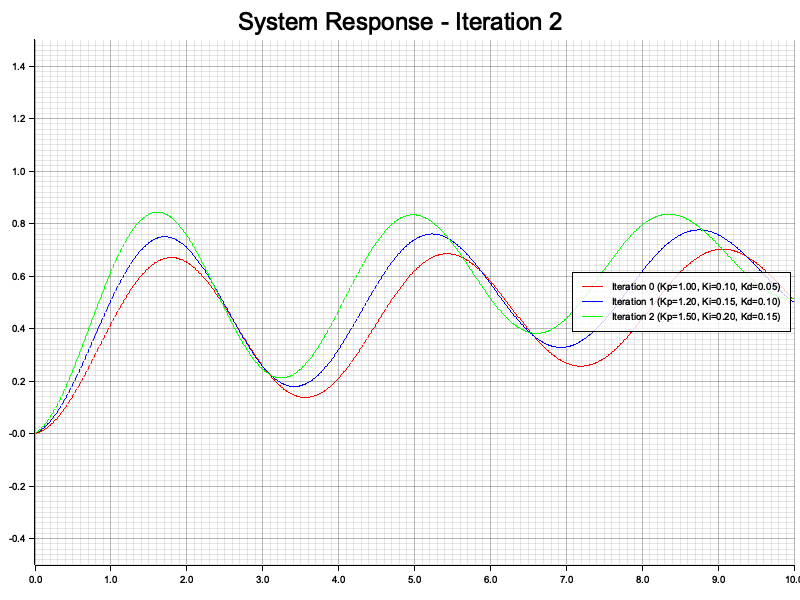 System Response - Iteration 2
1.4
1.2
1.0
0.8
0.6
0.4
0.2
-0.0
-0.2
-0.4
Iteration 0 (Kp=1.00, Ki=0.10, Kd=0.05)
Iteration 1 (Kp=1.20, Ki=0.15, Kd=0.10)
Iteration 2 (Kp=1.50, Ki=0.20, Kd=0.15)
0.0 1.0 2.0 3.0 4.0 5.0 6.0 7.0 8.0 9.0 10.0